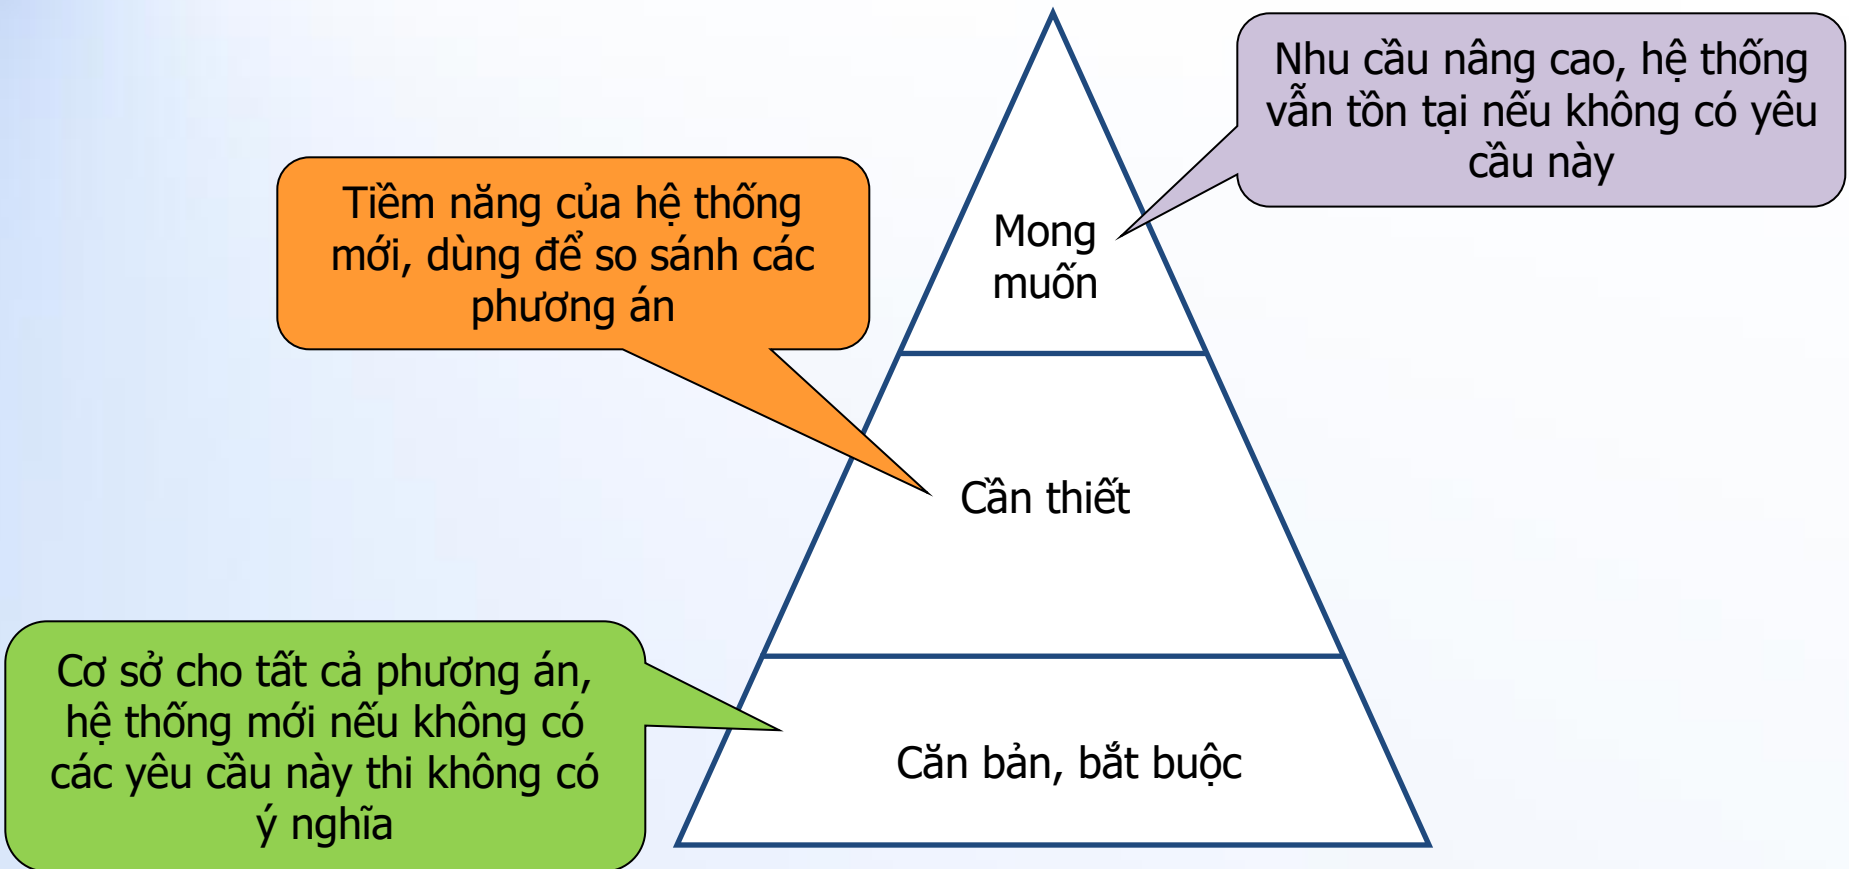 Nhu cầu nâng cao, hệ thống
vẫn tồn tại nếu không có yêu
cầu này
Tiềm năng của hệ thống
mới, dùng để so sánh các
phương án
Mong
muốn
Cần thiết
Cơ sở cho tất cả phương án,
hệ thống mới nếu không có
các yêu cầu này thi không có
ý nghĩa
Căn bản, bắt buộc